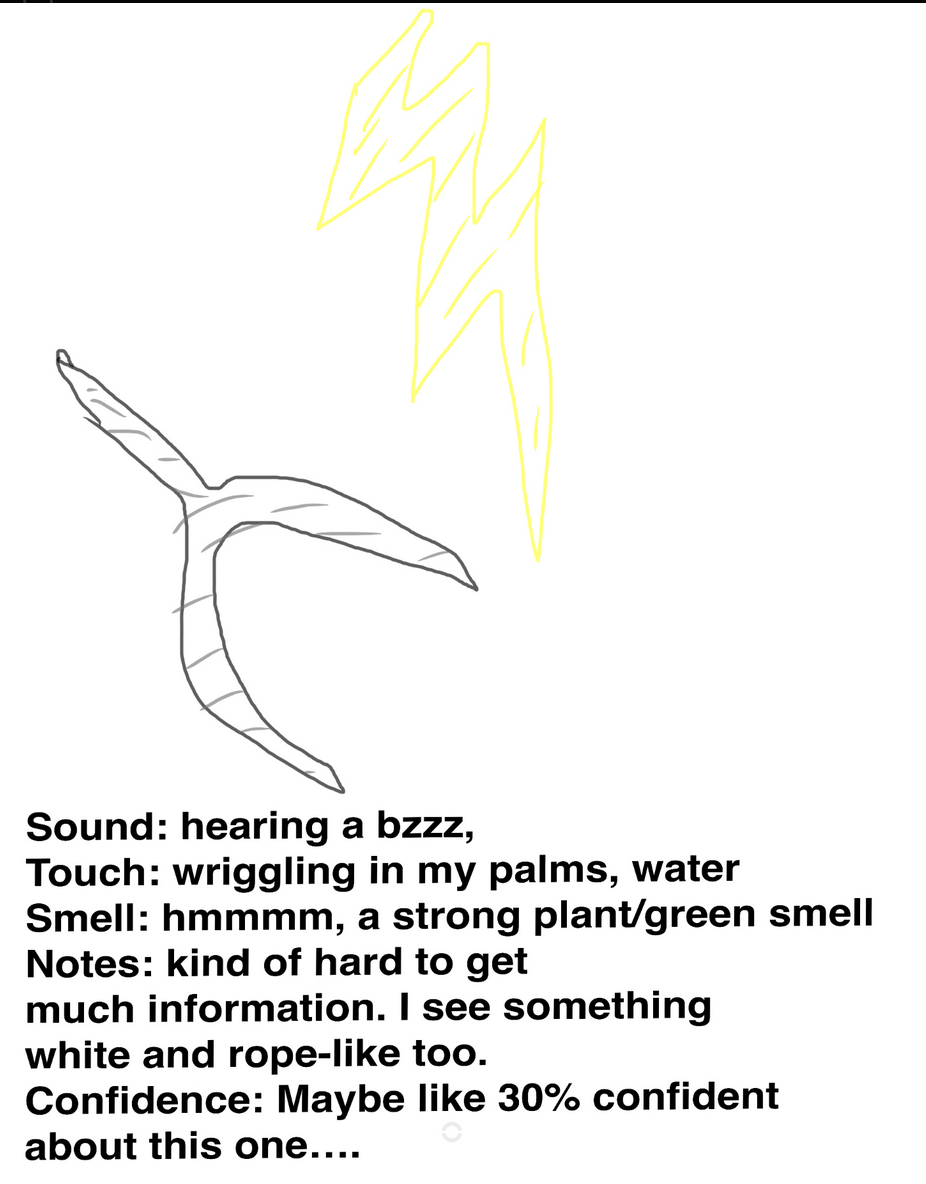 Sound: hearing a bzzz,
Touch: wriggling in my palms, water
Smell: hmmmm, a strong plant/green smell
Notes: kind of hard to get
much information. I see something
white and rope-like too.
Confidence: Maybe like 30% confident
about this one....